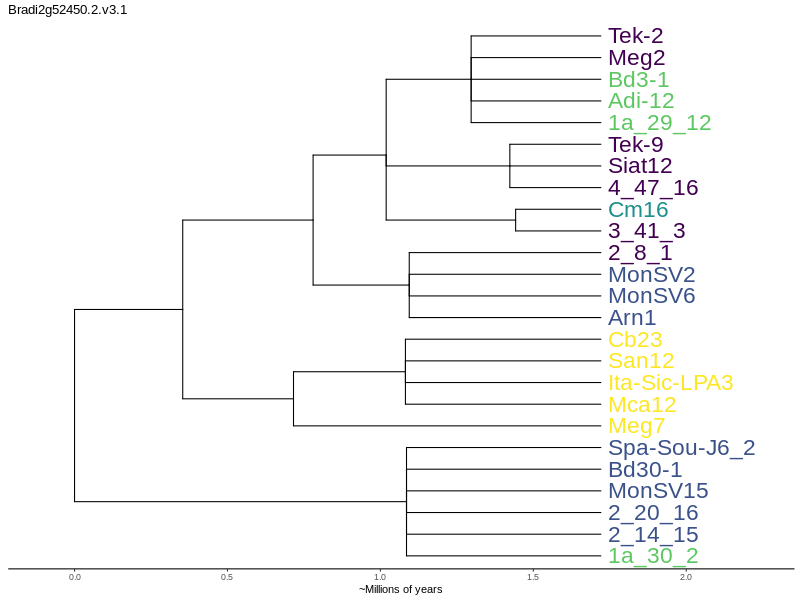 Bradi2g52450.2.v3.1
Tek-2
Meg2
Bd3-1
Adi-12
1a_29_12
Tek-9
Siat12
4_47_16
Cm16
3_41_3
2_8_1
MonSV2
MonSV6
Arn1
Cb23
San12
Ita-Sic-LPA3
Mca12
Meg7
Spa-Sou-J6_2
Bd30-1
MonSV15
2_20_16
2_14_15
1a_30_2
0.0 0.5 1.0 1.5 2.0
~Millions of years